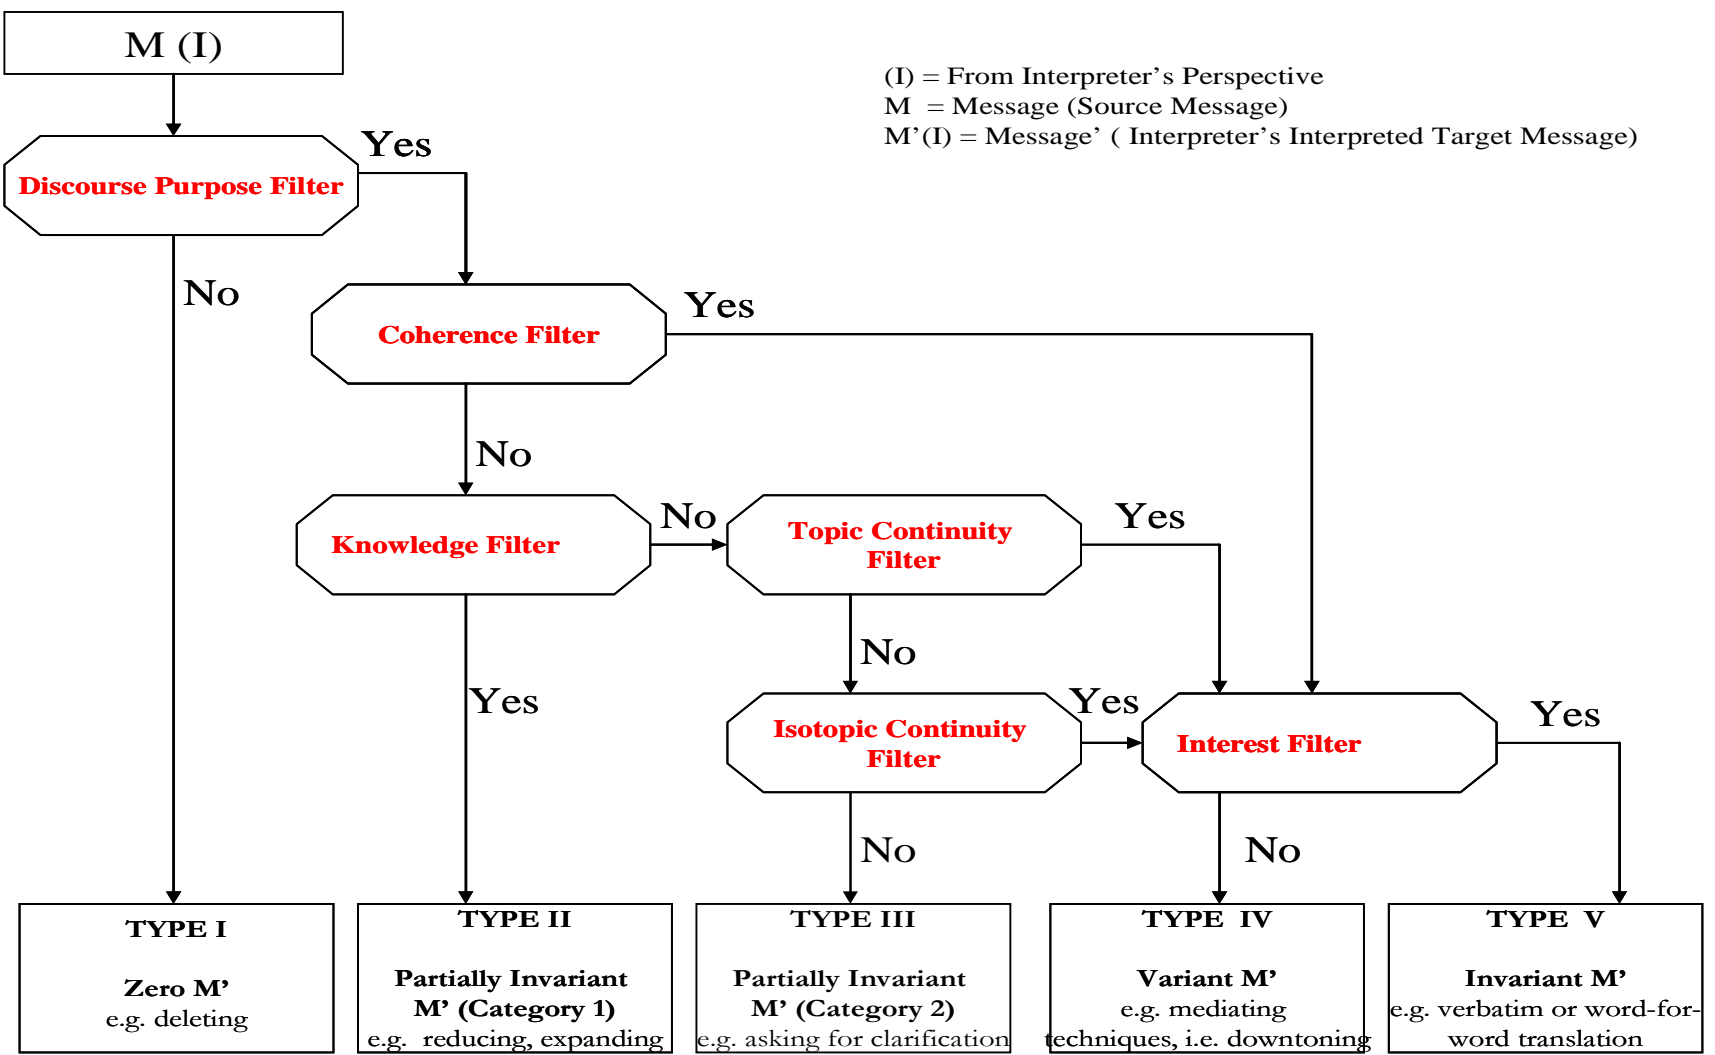 M (I)
(I) = From Interpreter's Perspective
M  = Message (Source Message)
M'(I) = Message' ( Interpreter's Interpreted Target Message)
Yes
Discourse Purpose Filter
No
Yes
Coherence Filter
No
Knowledge Filter
No
Topic Continuity
Filter
Yes
No
Yes
Isotopic Continuity
Filter
Yes
Interest Filter
Yes
No
No
TYPE I
Zero M'
e.g. deleting
TYPE II
Partially Invariant
M' (Category 1)
e.g.  reducing, expanding
TYPE III
Partially Invariant
M' (Category 2)
e.g. asking for clarification
TYPE  IV
Variant M'
e.g. mediating
techniques, i.e. downtoning
TYPE  V
Invariant M'
e.g. verbatim or word-for-
word translation